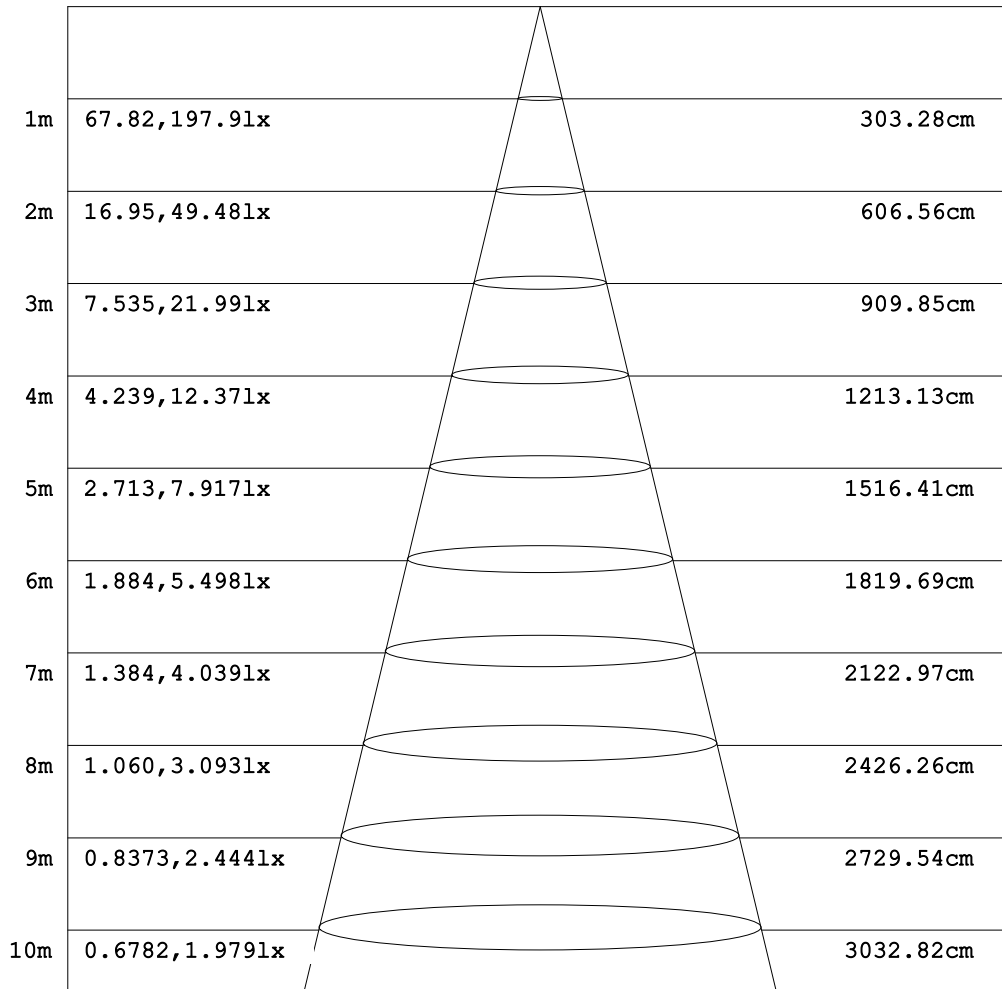 1m 67.82,197.9lx 303.28cm
2m 16.95,49.48lx 606.56cm
3m 7.535,21.99lx 909.85cm
4m 4.239,12.37lx 1213.13cm
5m 2.713,7.917lx 1516.41cm
6m 1.884,5.498lx 1819.69cm
7m 1.384,4.039lx 2122.97cm
8m 1.060,3.093lx 2426.26cm
9m 0.8373,2.444lx 2729.54cm
10m 0.6782,1.979lx 3032.82cm